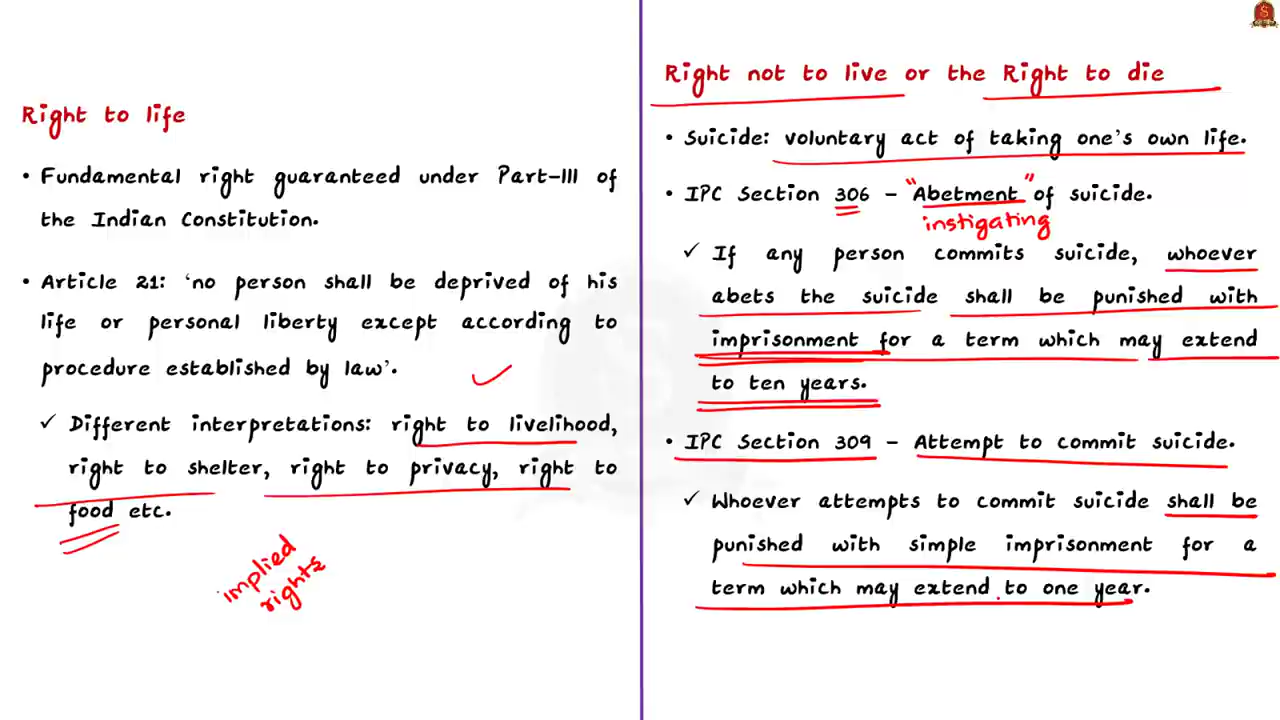 Right to life
• Fundamental right guaranteed under Part-III of
the Indian Constitution.
• Article 21: 'no person shall be deprived of his
life or personal liberty except according to
procedure established by law'.
✓ Different interpretations: right to livelihood,
right to shelter, right to privacy, right to
food etc.
implied
rights
Right not to live or the Right to die
• Suicide: voluntary act of taking one's own life.
• IPC Section 306 - "Abetment" of suicide.
instigating
✓ If any person commits suicide, whoever
abets the suicide shall be punished with
imprisonment for a term which may extend
to ten years.
• IPC Section 309 - Attempt to commit suicide.
✓ Whoever attempts to commit suicide shall be
punished with simple imprisonment for a
term which may extend to one year.